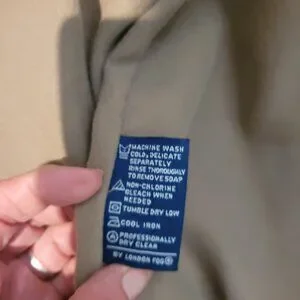 MACHINE WASH
COLD, DELICATE
SEPARATELY
RINSE THOROUGHLY
TO REMOVE SOAP
NON-CHLORINE
BLEACH WHEN
NEEDED
TUMBLE DRY LOW
COOL IRON
PROFESSIONALLY
DRY CLEAN
BY LONDON FOG®